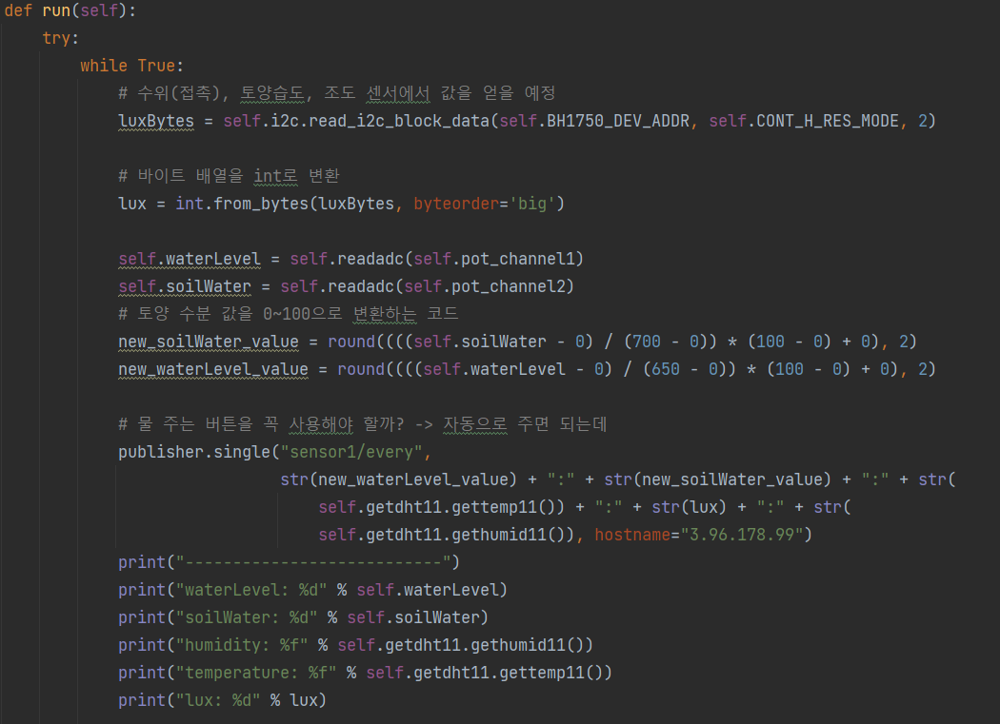 def run(self):
try:
while True:
# 수위(접촉), 토양습도, 조도 센서에서 값을 얻을 예정
luxBytes = self.i2c.read_i2c_block_data(self.BH1750_DEV_ADDR, self.CONT_H_RES_MODE, 2)
# 바이트 배열을 int로 변환
lux = int.from_bytes(luxBytes, byteorder='big')
self.waterLevel = self.readadc(self.pot_channel1)
self.soilWater = self.readadc(self.pot_channel2)
# 토양 수분 값을 0~100으로 변환하는 코드
new_soilWater_value = round((((self.soilWater - 0) / (700 - 0)) * (100 - 0) + 0), 2)
new_waterLevel_value = round((((self.waterLevel - 0) / (650 - 0)) * (100 - 0) + 0), 2)
# 물 주는 버튼을 꼭 사용해야 할까? -> 자동으로 주면 되는데
publisher.single("sensor1/every",
str(new_waterLevel_value) + ":" + str(new_soilWater_value) + ":" + str(
self.getdht11.gettemp11()) + ":" + str(lux) + ":" + str(
self.getdht11.gethumid11()), hostname="3.96.178.99")
print("---------------------------")
print("waterLevel: %d" % self.waterLevel)
print("soilWater: %d" % self.soilWater)
print("humidity: %f" % self.getdht11.gethumid11())
print("temperature: %f" % self.getdht11.gettemp11())
print("lux: %d" % lux)